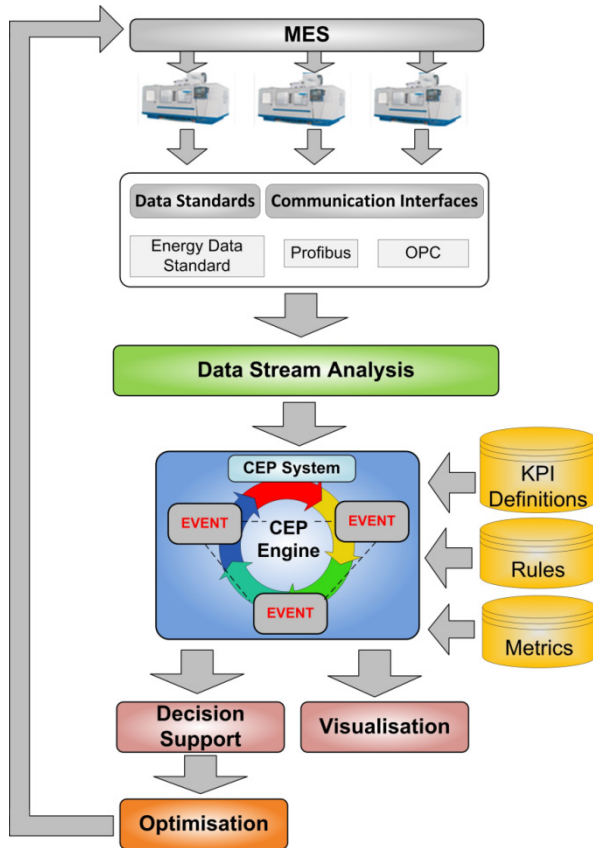 MES
Data Standards
Communication Interfaces
Energy Data
Standard
Profibus
OPC
Data Stream Analysis
CEP System
EVENT
EVENT
CEP
Engine
EVENT
KPI
Definitions
Rules
Metrics
Decision
Support
Visualisation
Optimisation